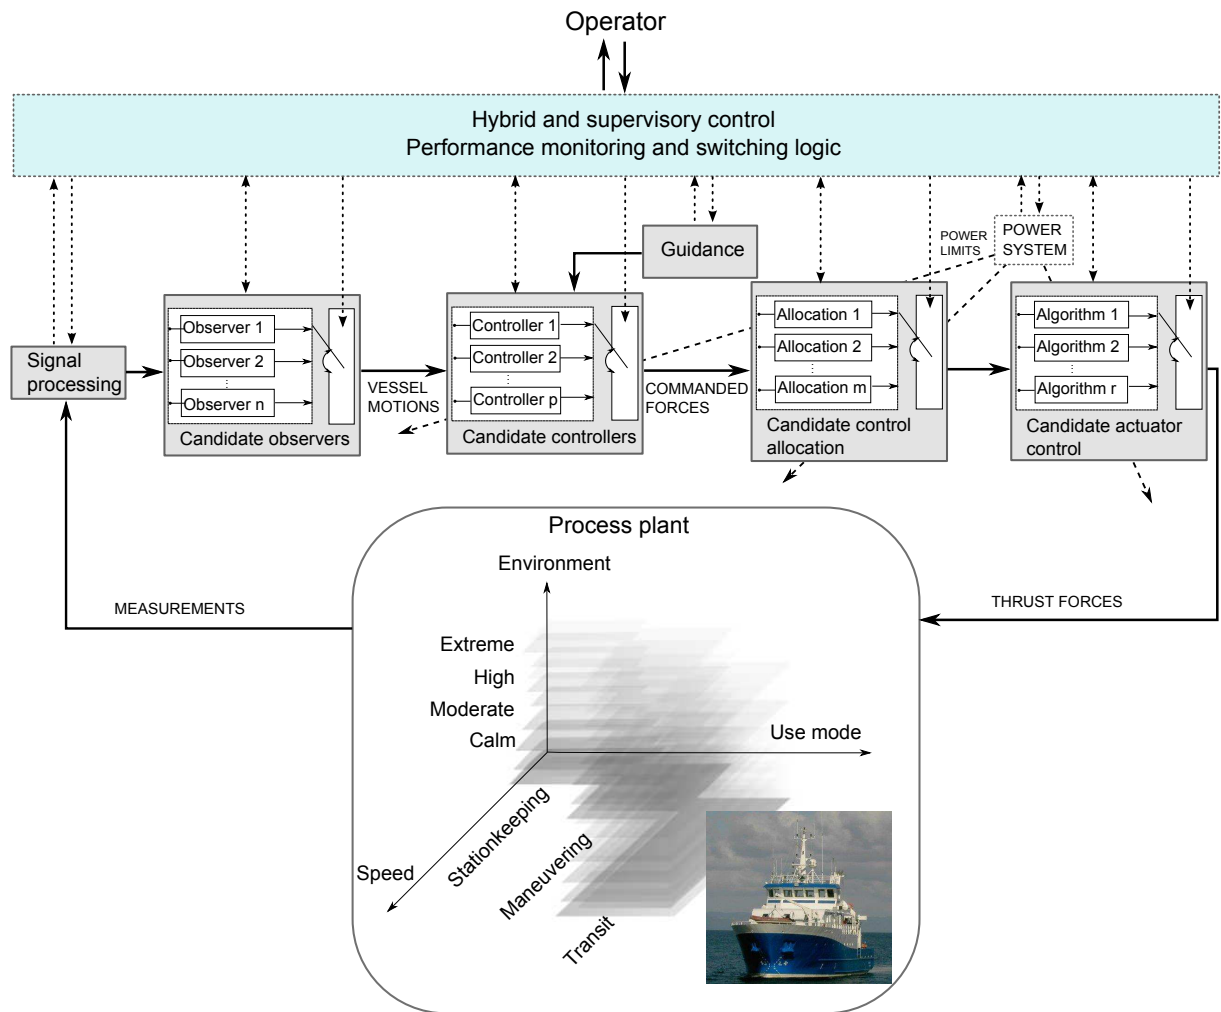 Operator
Hybrid and supervisory control
Performance monitoring and switching logic
Guidance
POWER
LIMITS
POWER
SYSTEM
Signal
processing
Observer 1
Observer 2
Observer n
Candidate observers
VESSEL
MOTIONS
Controller 1
Controller 2
Controller p
Candidate controllers
COMMANDED
FORCES
Allocation 1
Allocation 2
Allocation m
Candidate control
allocation
Algorithm 1
Algorithm 2
Algorithm r
Candidate actuator
control
MEASUREMENTS
THRUST FORCES
Process plant
Environment
Extreme
High
Moderate
Calm
Use mode
Speed
Stationkeeping
Maneuvering
Transit